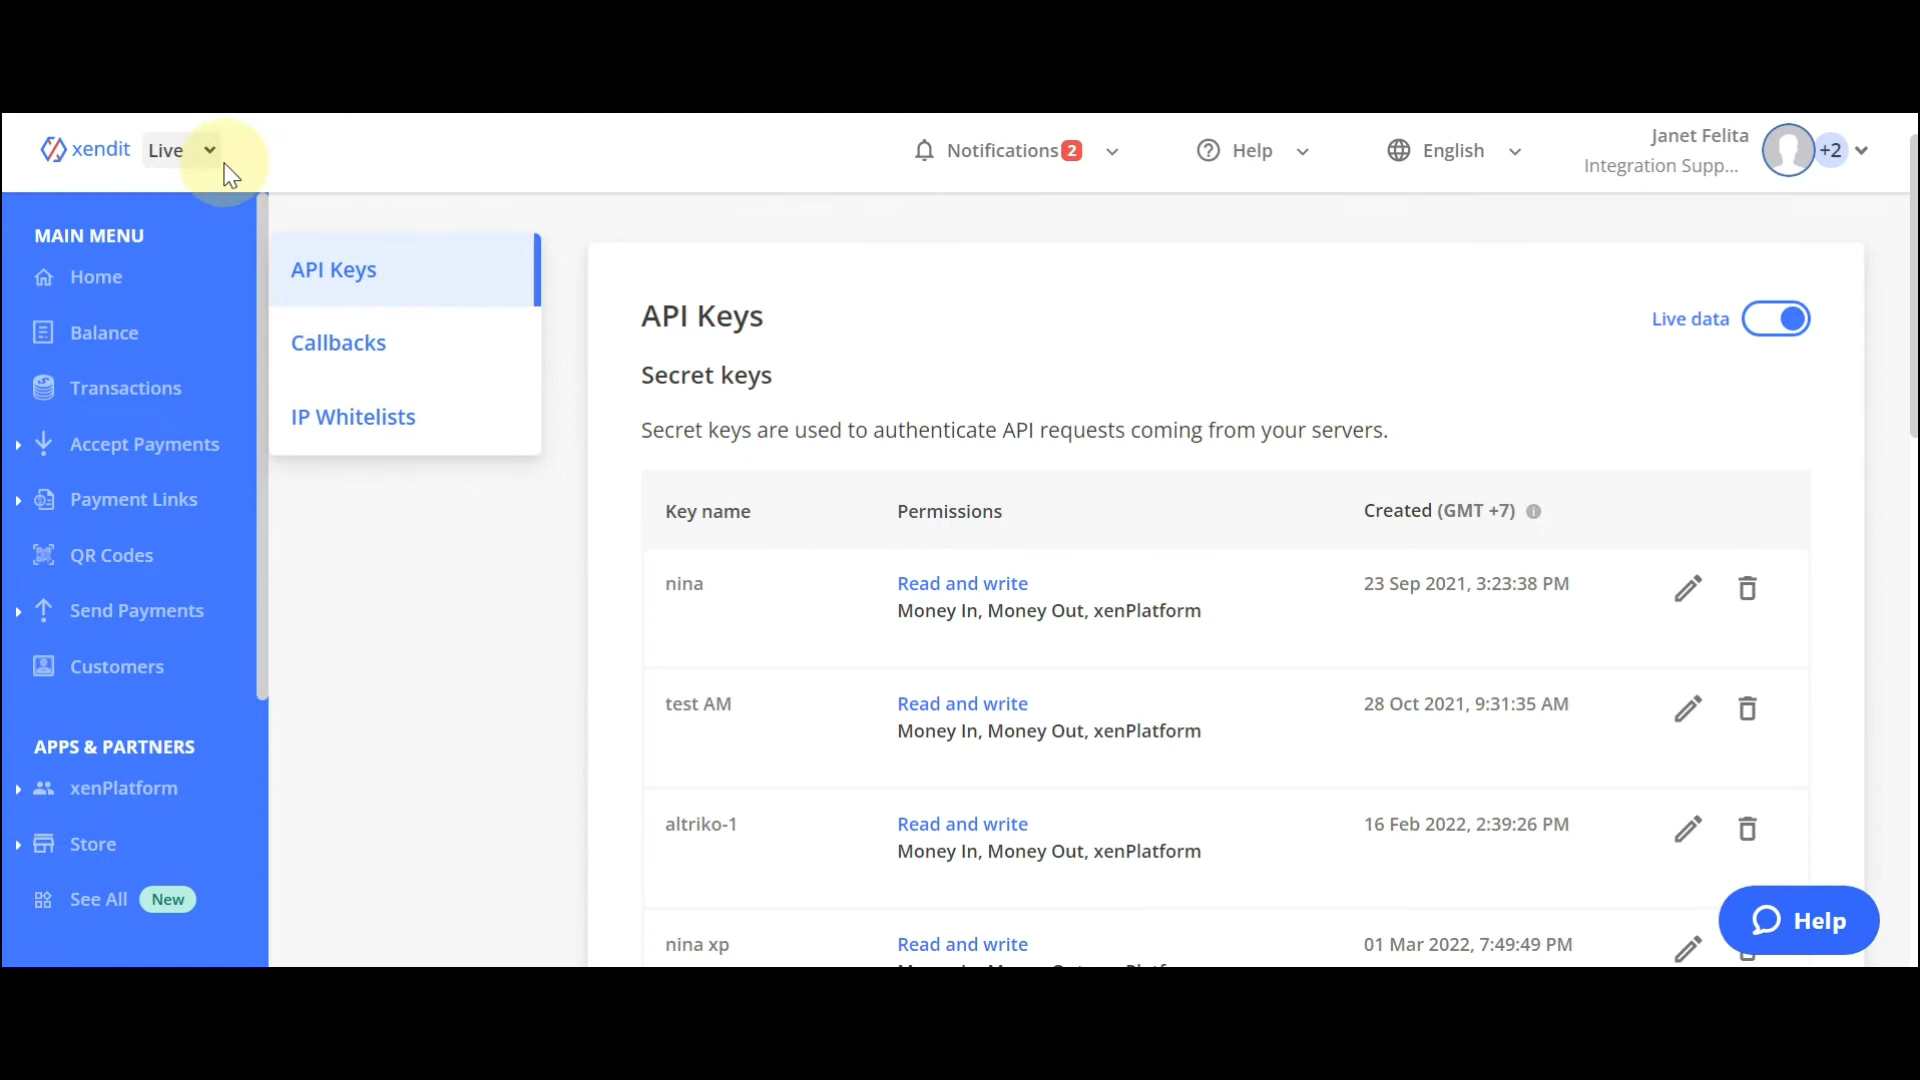 xendit
Live
Notifications 2
Help
English
Janet Felita
Integration Supp...
+2
MAIN MENU
Home
Balance
Transactions
Accept Payments
Payment Links
QR Codes
Send Payments
Customers
APPS & PARTNERS
xenPlatform
Store
See All New
API Keys
Callbacks
IP Whitelists
API Keys
Live data
Secret keys
Secret keys are used to authenticate API requests coming from your servers.
Key name Permissions Created (GMT +7)
nina Read and write 23 Sep 2021, 3:23:38 PM
Money In, Money Out, xenPlatform
test AM Read and write 28 Oct 2021, 9:31:35 AM
Money In, Money Out, xenPlatform
altriko-1 Read and write 16 Feb 2022, 2:39:26 PM
Money In, Money Out, xenPlatform
nina xp Read and write 01 Mar 2022, 7:49:49 PM
Help